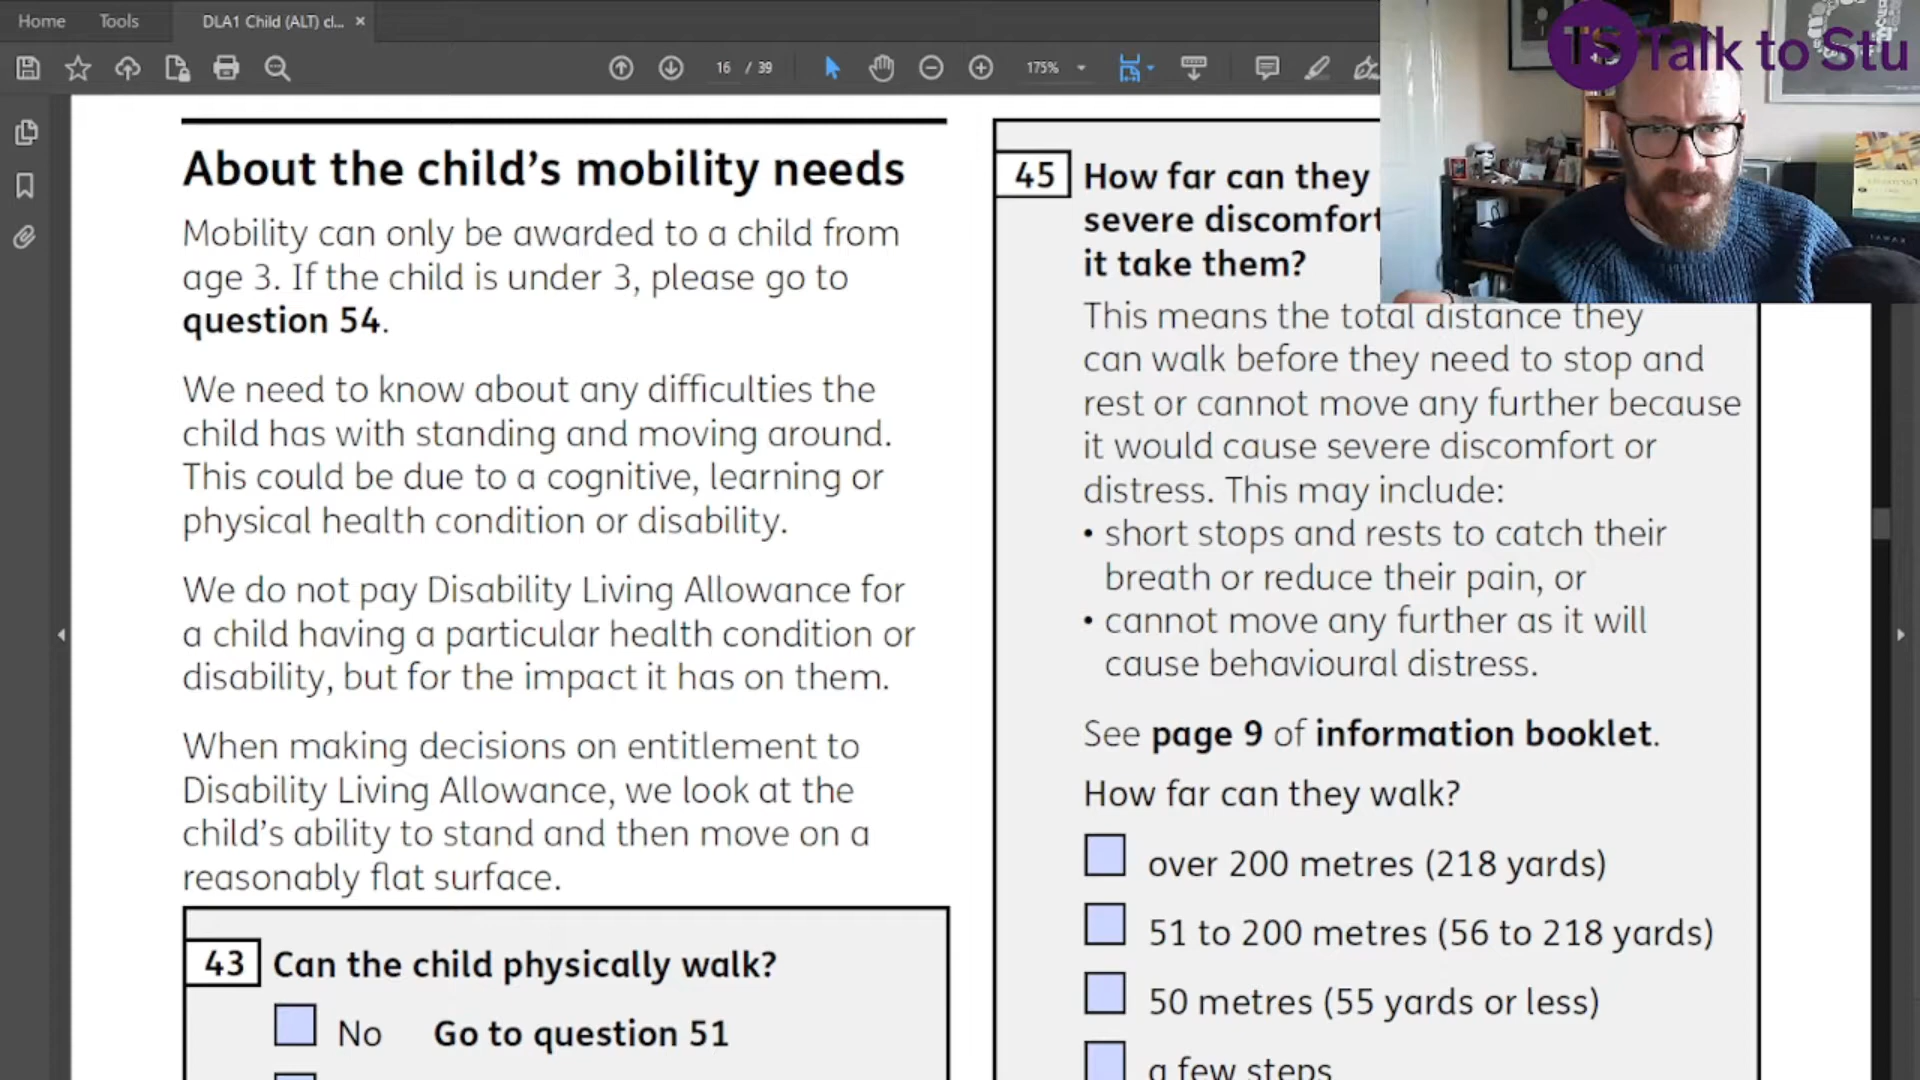 Home
Tools
DLA1 Child (ALT) cl... ×
16 / 39
175%
TS Talk to Stu
About the child's mobility needs
Mobility can only be awarded to a child from
age 3. If the child is under 3, please go to
question 54.
We need to know about any difficulties the
child has with standing and moving around.
This could be due to a cognitive, learning or
physical health condition or disability.
We do not pay Disability Living Allowance for
a child having a particular health condition or
disability, but for the impact it has on them.
When making decisions on entitlement to
Disability Living Allowance, we look at the
child's ability to stand and then move on a
reasonably flat surface.
43 Can the child physically walk?
No Go to question 51
45 How far can they
severe discomfort
it take them?
This means the total distance they
can walk before they need to stop and
rest or cannot move any further because
it would cause severe discomfort or
distress. This may include:
• short stops and rests to catch their
breath or reduce their pain, or
• cannot move any further as it will
cause behavioural distress.
See page 9 of information booklet.
How far can they walk?
over 200 metres (218 yards)
51 to 200 metres (56 to 218 yards)
50 metres (55 yards or less)
a few steps